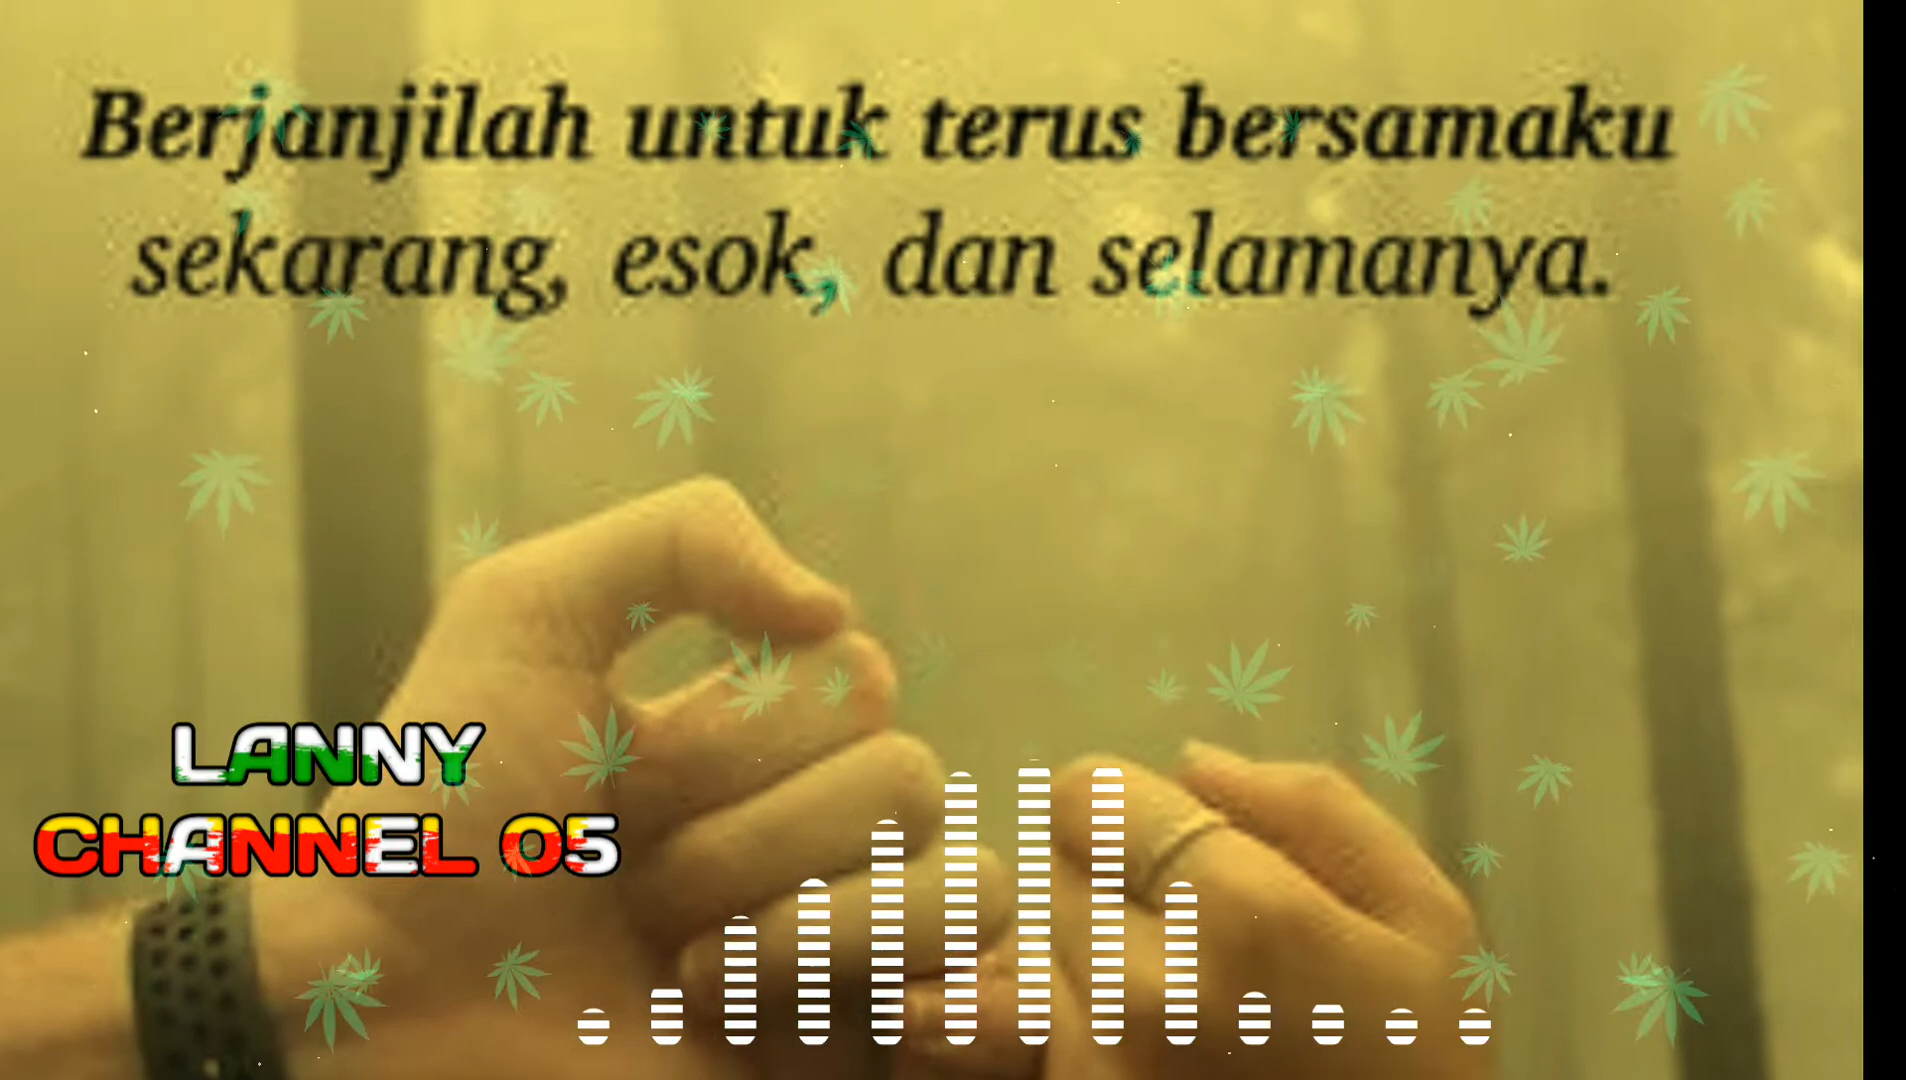 Berjanjilah untuk terus bersamaku
sekarang, esok, dan selamanya.
LANNY
CHANNEL 05